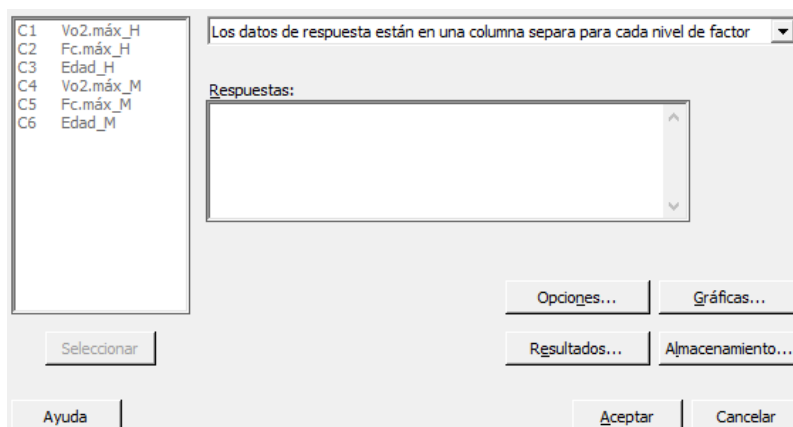 C1 Vo2.máx_H
C2 Fc.máx_H
C3 Edad_H
C4 Vo2.máx_M
C5 Fc.máx_M
C6 Edad_M
Los datos de respuesta están en una columna separa para cada nivel de factor
Respuestas:
Opciones...
Gráficas...
Seleccionar
Resultados...
Almacenamiento...
Ayuda
Aceptar
Cancelar